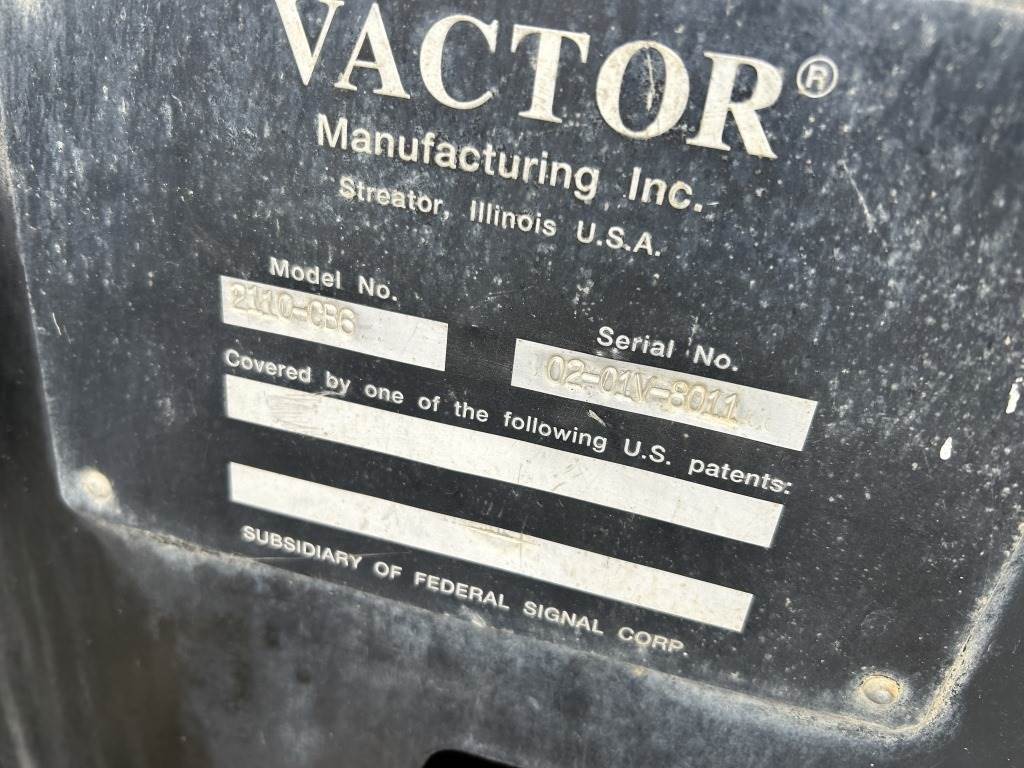 VACTOR®
Manufacturing Inc.
Streator, Illinois U.S.A.
Model No.
2110-CB6
Serial No.
02-01V-8011
Covered by one of the following U.S. patents:
SUBSIDIARY OF FEDERAL SIGNAL CORP.